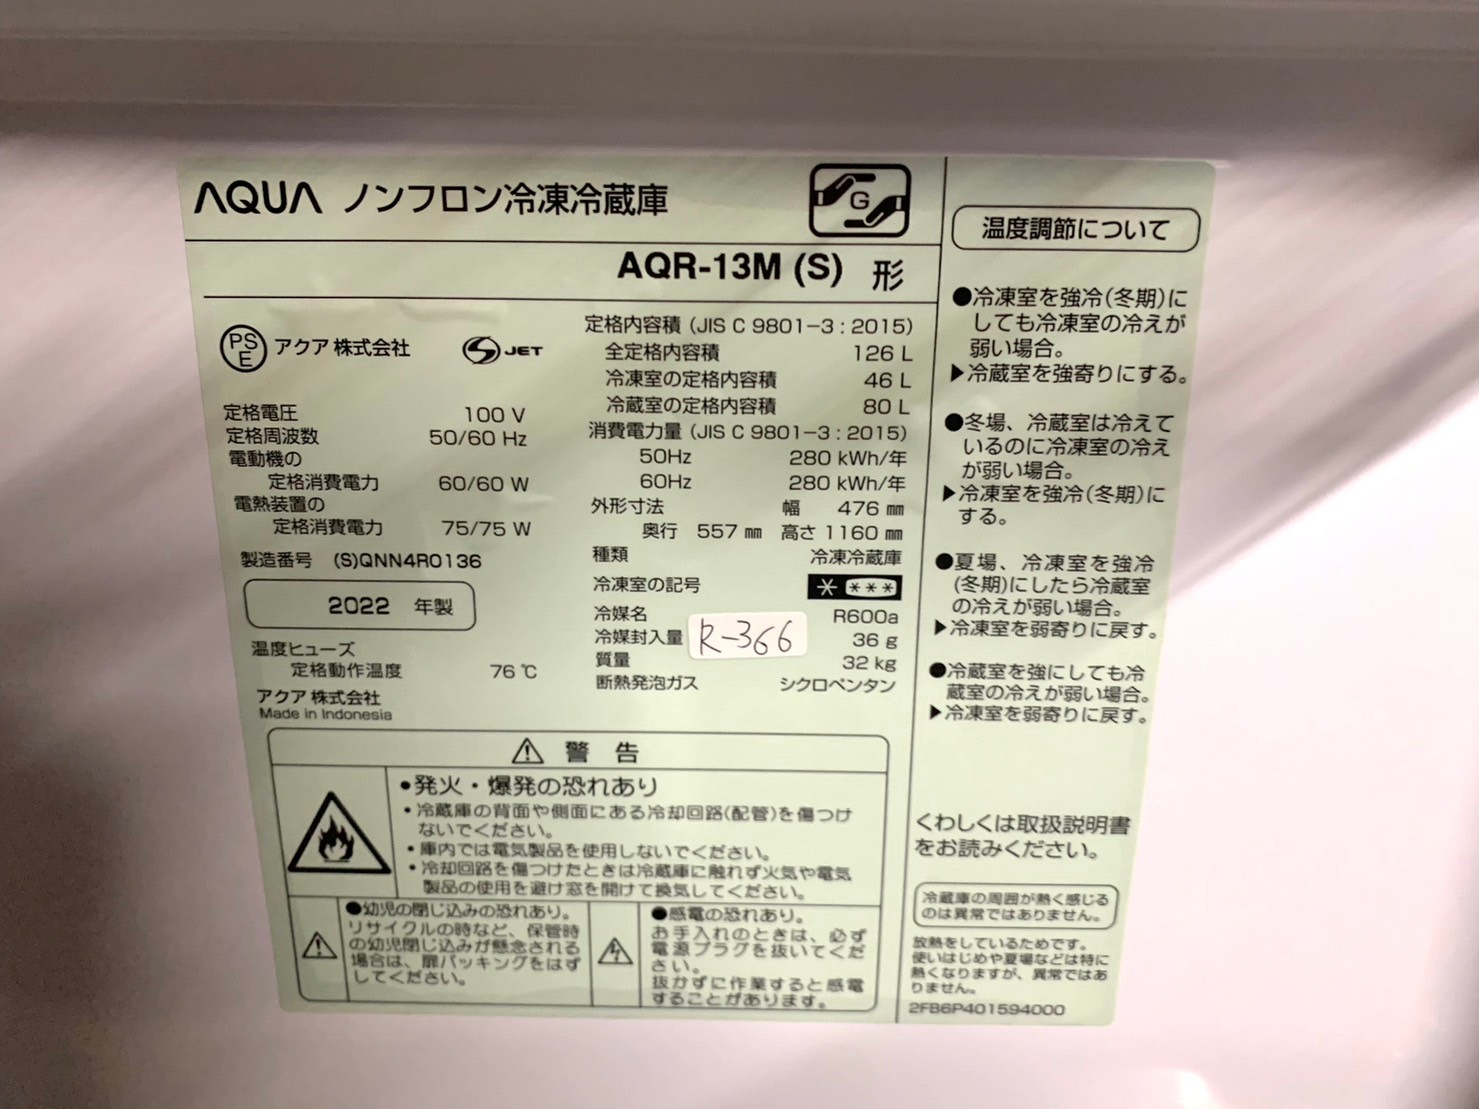 AQUA ノンフロン冷凍冷蔵庫
G
AQR-13M (S) 形
PS
E
アクア 株式会社
S JET
定格電圧 100 V
定格周波数 50/60 Hz
電動機の
定格消費電力 60/60 W
電熱装置の
定格消費電力 75/75 W
製造番号 (S)QNN4R0136
2022 年製
温度ヒューズ
定格動作温度 76 ℃
アクア 株式会社
Made in Indonesia
定格内容積 (JIS C 9801-3 : 2015)
全定格内容積 126 L
冷凍室の定格内容積 46 L
冷蔵室の定格内容積 80 L
消費電力量 (JIS C 9801-3 : 2015)
50Hz 280 kWh/年
60Hz 280 kWh/年
外形寸法 幅 476 mm
奥行 557 mm 高さ 1160 mm
種類 冷凍冷蔵庫
冷凍室の記号 * ***
冷媒名 R600a
冷媒封入量 36 g
R-366
質量 32 kg
断熱発泡ガス シクロペンタン
⚠ 警 告
•発火・爆発の恐れあり
・冷蔵庫の背面や側面にある冷却回路(配管)を傷つけ
ないでください。
・庫内では電気製品を使用しないでください。
・冷却回路を傷つけたときは冷蔵庫に触れず火気や電気
製品の使用を避け窓を開けて換気してください。
●幼児の閉じ込みの恐れあり。
リサイクルの時など、保管時
の幼児閉じ込みが懸念される
場合は、扉パッキングをはず
してください。
●感電の恐れあり。
お手入れのときは、必ず
電源プラグを抜いてくだ
さい。
抜かずに作業すると感電
することがあります。
温度調節について
●冷凍室を強冷(冬期)に
しても冷凍室の冷えが
弱い場合。
▶冷蔵室を強寄りにする。
●冬場、冷蔵室は冷えて
いるのに冷凍室の冷え
が弱い場合。
▶冷凍室を強冷(冬期)に
する。
●夏場、冷凍室を強冷
(冬期)にしたら冷蔵室
の冷えが弱い場合。
▶冷凍室を弱寄りに戻す。
●冷蔵室を強にしても冷
蔵室の冷えが弱い場合。
▶冷凍室を弱寄りに戻す。
くわしくは取扱説明書
をお読みください。
冷蔵庫の周囲が熱く感じる
のは異常ではありません。
放熱をしているためです。
使いはじめや夏場などは特に
熱くなりますが、異常ではあ
りません。
2FB6P401594000